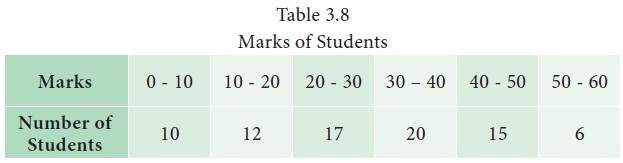 Table 3.8
Marks of Students
Marks 0 - 10 10 - 20 20 - 30 30 – 40 40 - 50 50 - 60
Number of Students 10 12 17 20 15 6